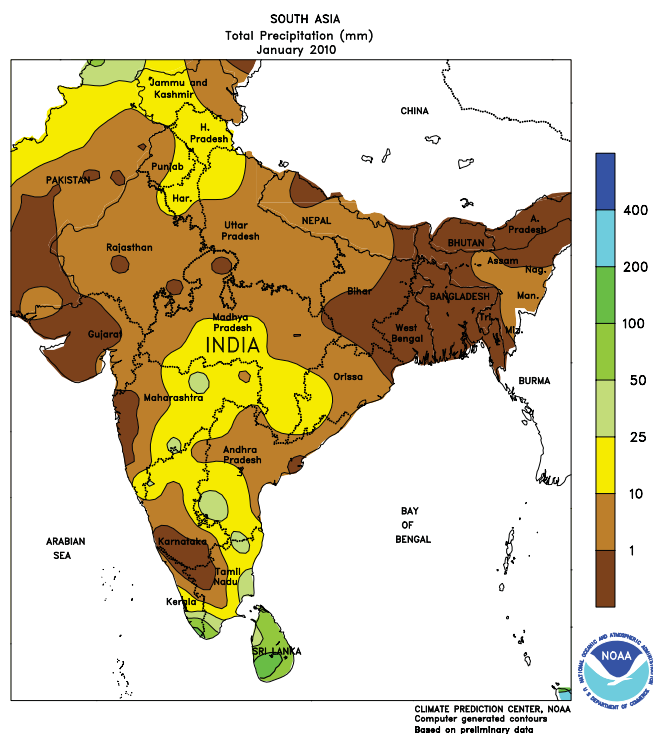 SOUTH ASIA
Total Precipitation (mm)
January 2010
Jammu and
Kashmir
CHINA
H.
Pradesh
Punjab
PAKISTAN
Har.
400
A.
Pradesh
NEPAL
Uttar
Pradesh
BHUTAN
Rajasthan
Assam
200
Nag.
Bihar
BANGLADESH
Man.
Madhya
Pradesh
Tri.
100
Gujarat
West
Bengal
Miz.
INDIA
Orissa
BURMA
50
Maharashtra
25
Andhra
Pradesh
10
BAY
OF
BENGAL
ARABIAN
SEA
Karnataka
1
Tamil
Nadu
Kerala
SRI LANKA
NATIONAL OCEANIC AND ATMOSPHERIC ADMINISTRATION
NOAA
U S DEPARTMENT OF COMMERCE
CLIMATE PREDICTION CENTER, NOAA
Computer generated contours
Based on preliminary data